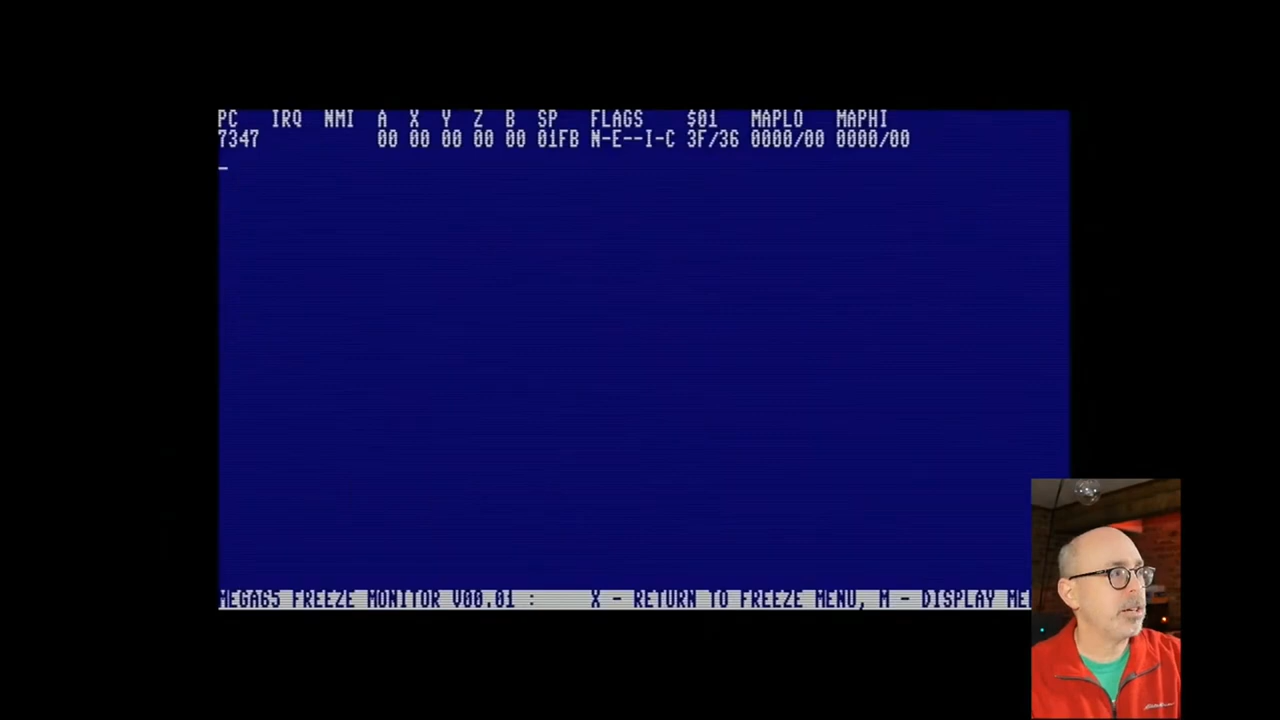 PC IRQ NMI A X Y Z B SP FLAGS $01 MAPLO MAPHI
7347 00 00 00 00 00 01FB N-E--I-C 3F/36 0000/00 0000/00
MEGA65 FREEZE MONITOR V00.01 : X - RETURN TO FREEZE MENU, M - DISPLAY